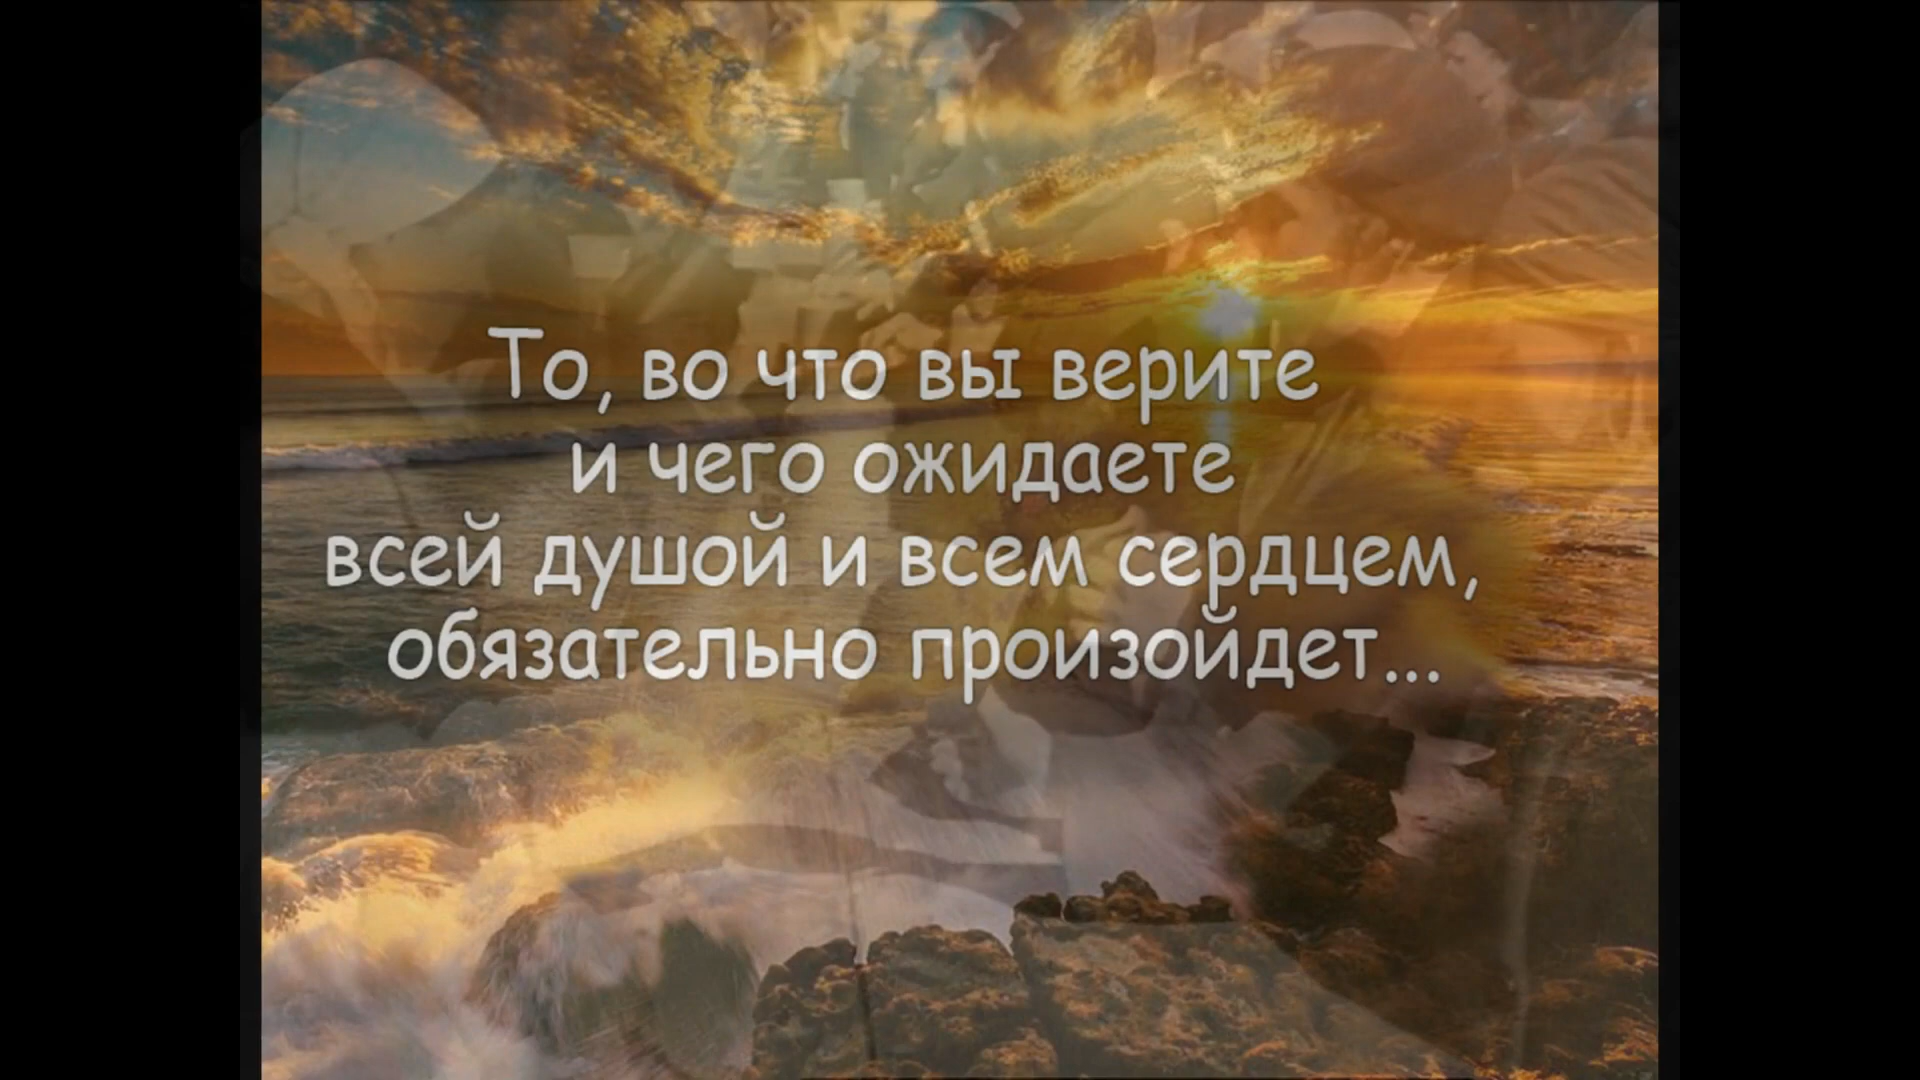 То, во что вы верите
и чего ожидаете
всей душой и всем сердцем,
обязательно произойдет...